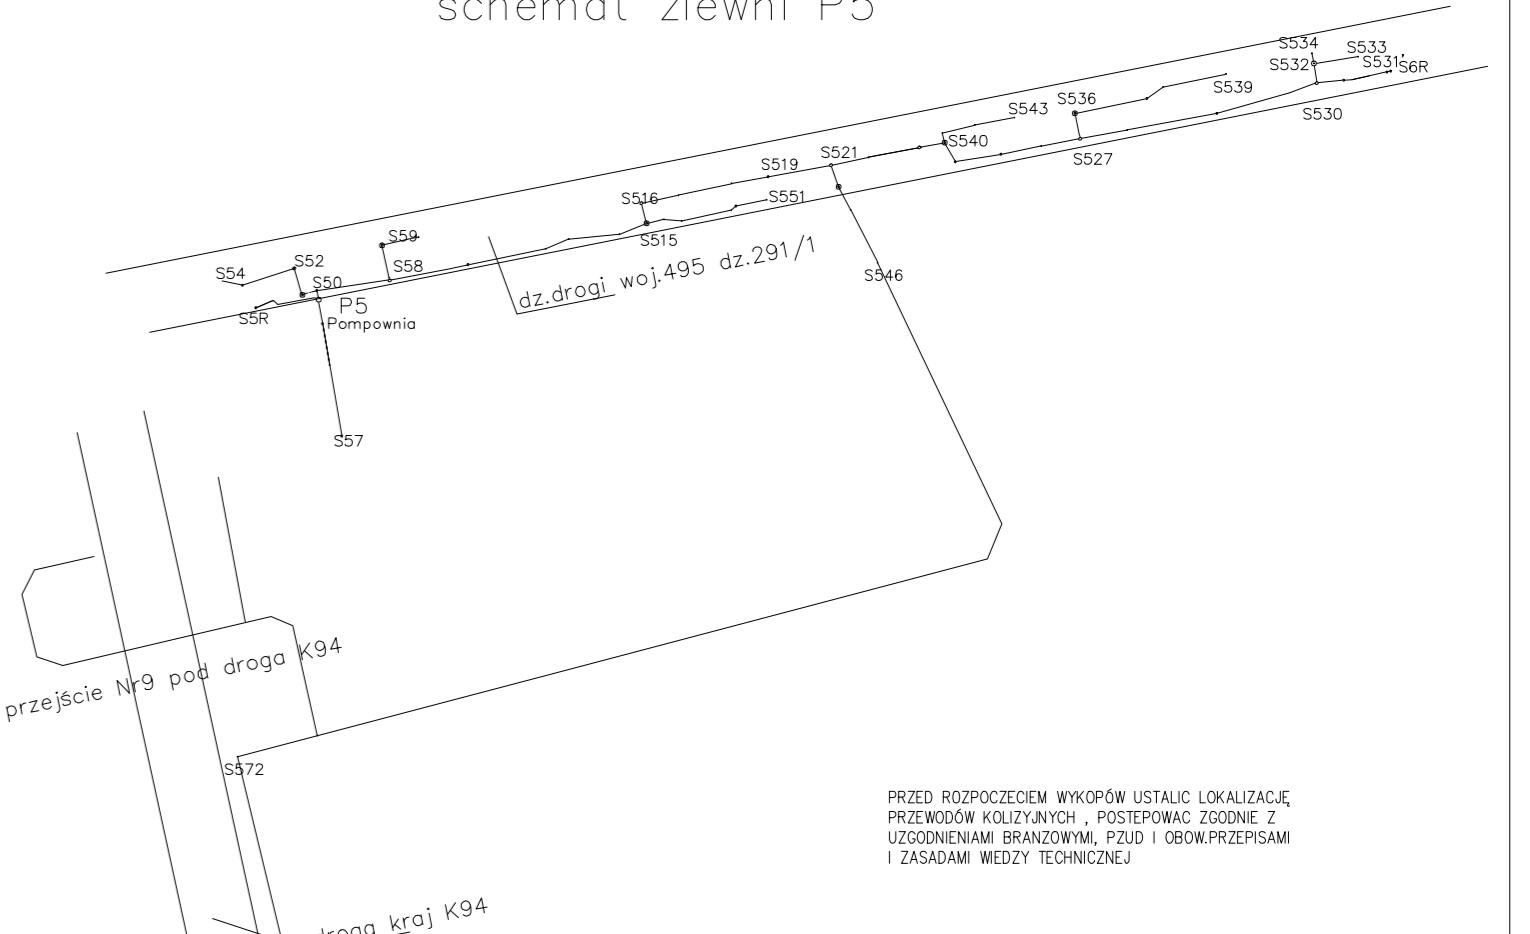 schemat zlewni P5
S534
S533
S532
S531
S6R
S539
S530
S536
S543
S540
S527
S521
S519
S516
S551
S515
S59
S52
S58
S54
S50
S5R
P5
Pompownia
dz.drogi woj.495 dz.291/1
S546
S57
przejście Nr9 pod droga K94
S572
PRZED ROZPOCZECIEM WYKOPÓW USTALIC LOKALIZACJĘ
PRZEWODÓW KOLIZYJNYCH , POSTEPOWAC ZGODNIE Z
UZGODNIENIAMI BRANZOWYMI, PZUD I OBOW.PRZEPISAMI
I ZASADAMI WIEDZY TECHNICZNEJ
droga kraj K94